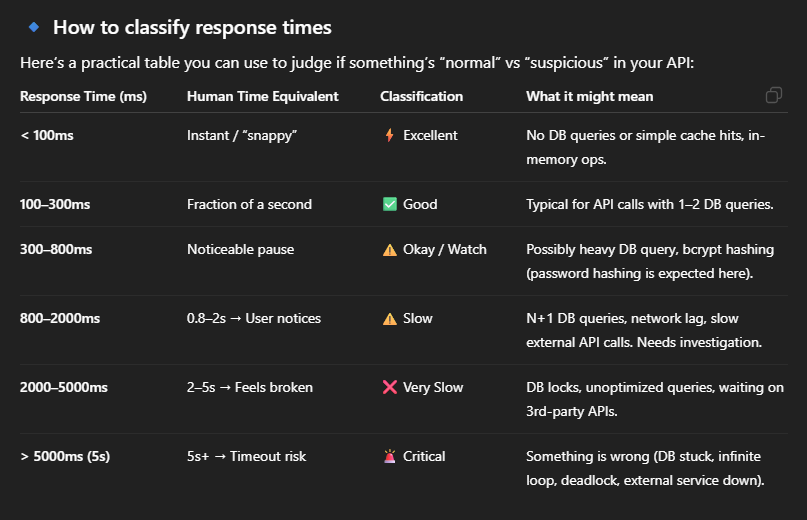 🔹 How to classify response times
Here's a practical table you can use to judge if something's "normal" vs "suspicious" in your API:
Response Time (ms) Human Time Equivalent Classification What it might mean
< 100ms Instant / "snappy" ⚡ Excellent No DB queries or simple cache hits, in-
memory ops.
100–300ms Fraction of a second ✅ Good Typical for API calls with 1–2 DB queries.
300–800ms Noticeable pause ⚠️ Okay / Watch Possibly heavy DB query, bcrypt hashing
(password hashing is expected here).
800–2000ms 0.8–2s → User notices ⚠️ Slow N+1 DB queries, network lag, slow
external API calls. Needs investigation.
2000–5000ms 2–5s → Feels broken ❌ Very Slow DB locks, unoptimized queries, waiting on
3rd-party APIs.
> 5000ms (5s) 5s+ → Timeout risk 🚨 Critical Something is wrong (DB stuck, infinite
loop, deadlock, external service down).